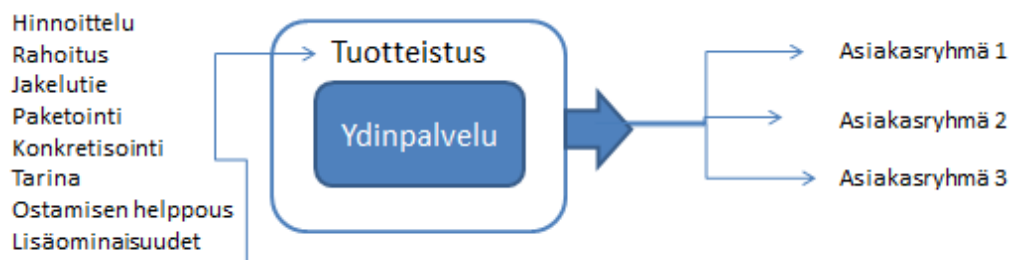 Hinnoittelu
Rahoitus
Jakelutie
Paketointi
Konkretisointi
Tarina
Ostamisen helppous
Lisäominaisuudet
Tuotteistus
Ydinpalvelu
Asiakasryhmä 1
Asiakasryhmä 2
Asiakasryhmä 3